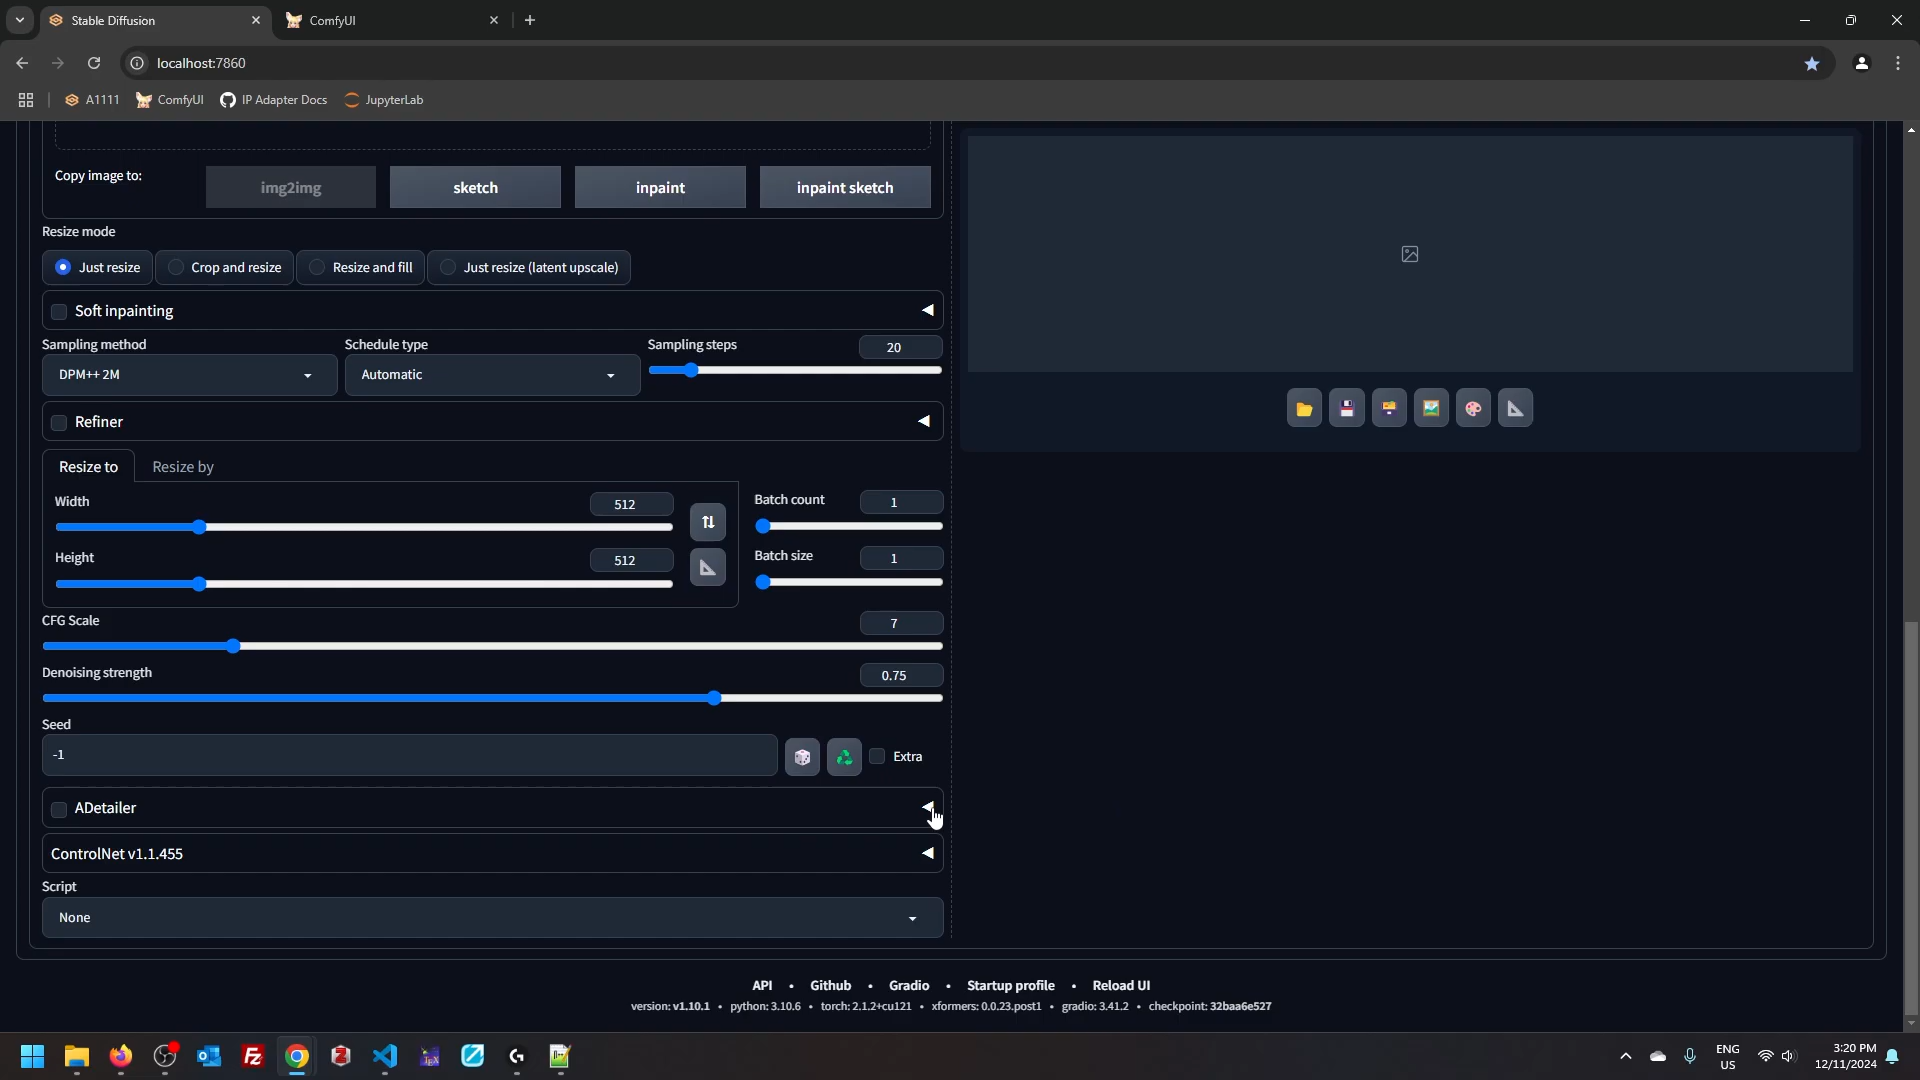 Stable Diffusion
ComfyUI
localhost:7860
A1111
ComfyUI
IP Adapter Docs
JupyterLab
Copy image to:
img2img
sketch
inpaint
inpaint sketch
Resize mode
Just resize
Crop and resize
Resize and fill
Just resize (latent upscale)
Soft inpainting
Sampling method
Schedule type
Sampling steps
20
DPM++ 2M
Automatic
Refiner
Resize to
Resize by
Width
512
Batch count
1
Height
512
Batch size
1
CFG Scale
7
Denoising strength
0.75
Seed
-1
Extra
ADetailer
ControlNet v1.1.455
Script
None
API • Github • Gradio • Startup profile • Reload UI
version: v1.10.1 • python: 3.10.6 • torch: 2.1.2+cu121 • xformers: 0.0.23.post1 • gradio: 3.41.2 • checkpoint: 32baa6e527
ENG
US
3:20 PM
12/11/2024